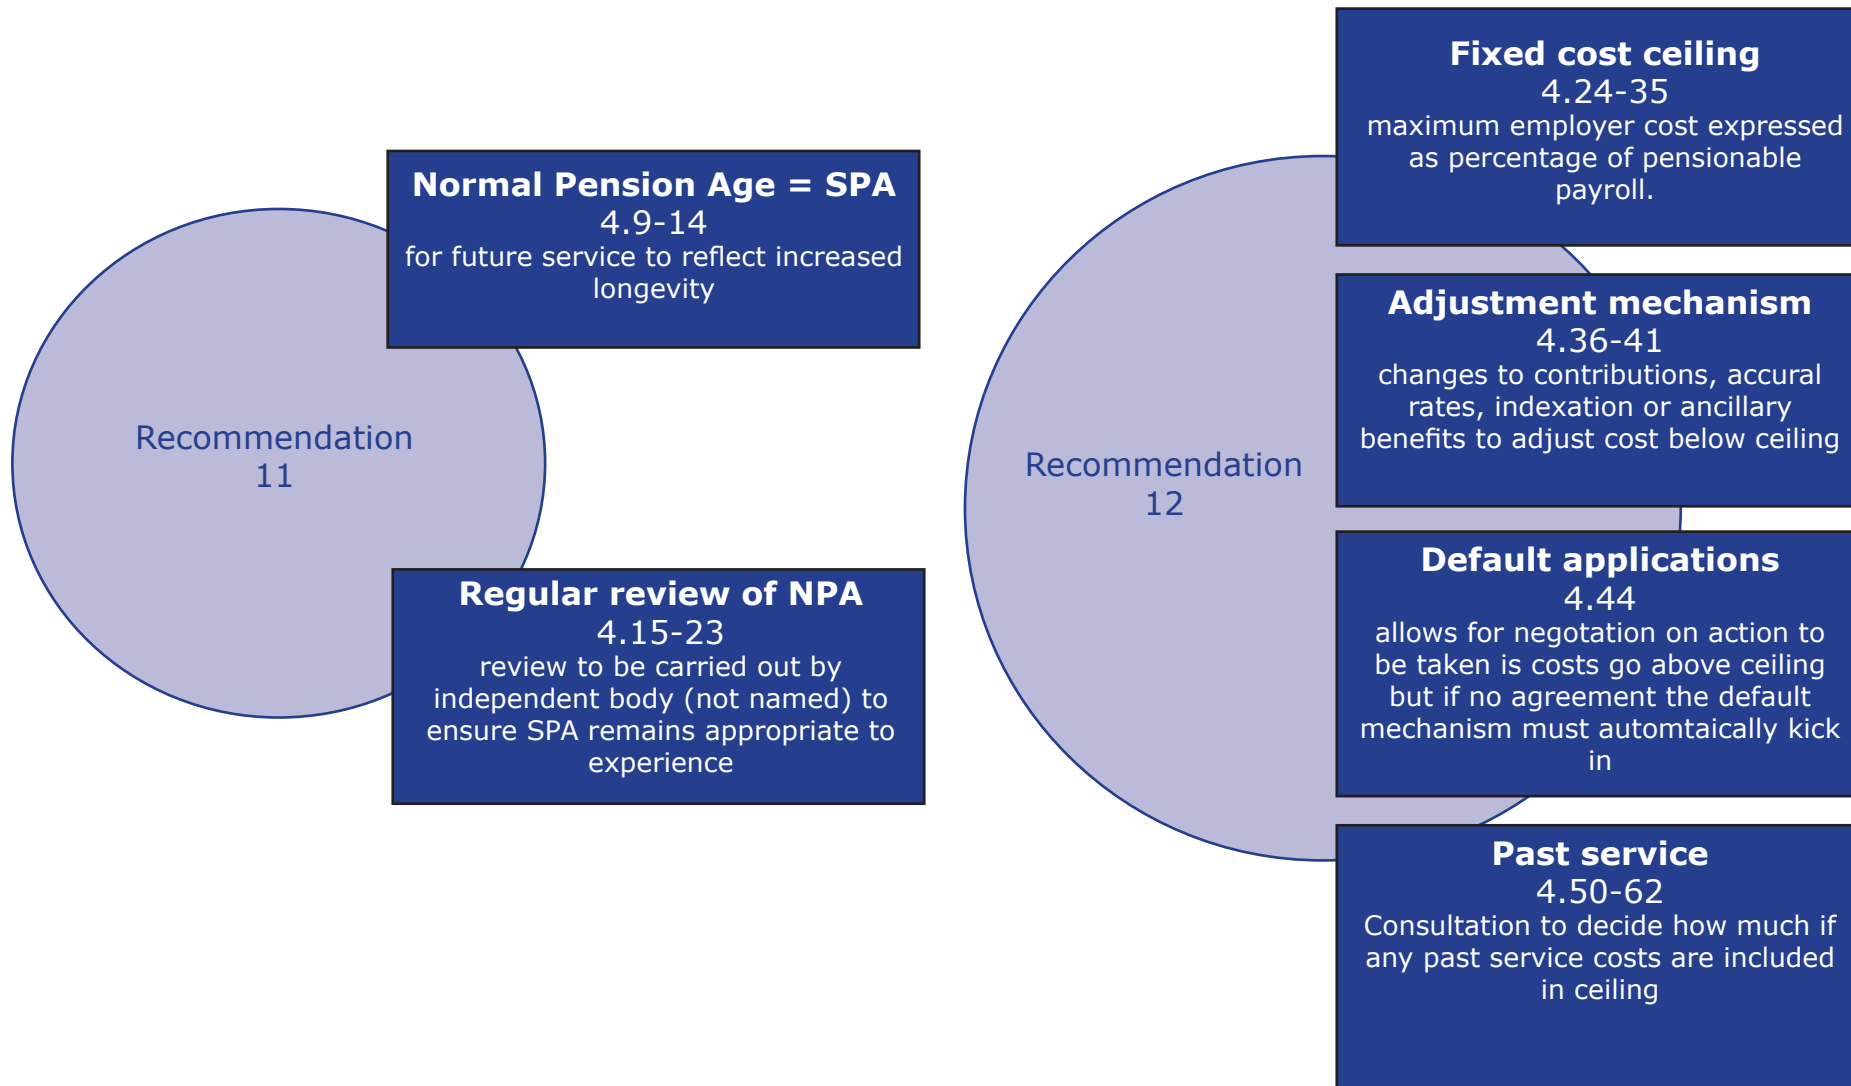 Recommendation
11
Normal Pension Age = SPA
4.9-14
for future service to reflect increased
longevity
Regular review of NPA
4.15-23
review to be carried out by
independent body (not named) to
ensure SPA remains appropriate to
experience
Recommendation
12
Fixed cost ceiling
4.24-35
maximum employer cost expressed
as percentage of pensionable
payroll.
Adjustment mechanism
4.36-41
changes to contributions, accural
rates, indexation or ancillary
benefits to adjust cost below ceiling
Default applications
4.44
allows for negotation on action to
be taken is costs go above ceiling
but if no agreement the default
mechanism must automtaically kick
in
Past service
4.50-62
Consultation to decide how much if
any past service costs are included
in ceiling